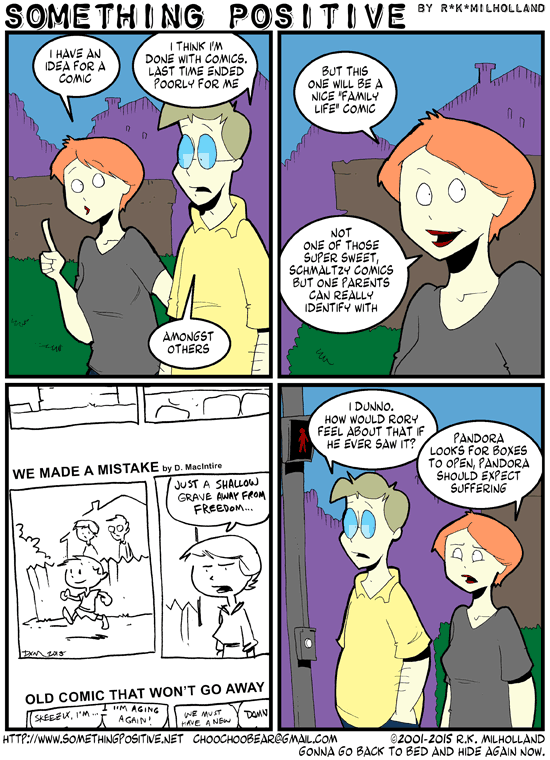 SOMETHING POSITIVE BY R*K*MILHOLLAND
I HAVE AN
IDEA FOR A
COMIC
I THINK I'M
DONE WITH COMICS.
LAST TIME ENDED
POORLY FOR ME
AMONGST
OTHERS
BUT THIS
ONE WILL BE A
NICE "FAMILY
LIFE" COMIC
NOT
ONE OF THOSE
SUPER SWEET,
SCHMALTZY COMICS
BUT ONE PARENTS
CAN REALLY
IDENTIFY WITH
WE MADE A MISTAKE by D. MacIntire
JUST A SHALLOW
GRAVE AWAY FROM
FREEDOM...
DXM 2015
OLD COMIC THAT WON'T GO AWAY
SKEEZIX, I'M...
I'M AGING
AGAIN!
WE MUST
HAVE A NEW
DAMN
I DUNNO.
HOW WOULD RORY
FEEL ABOUT THAT IF
HE EVER SAW IT?
PANDORA
LOOKS FOR BOXES
TO OPEN, PANDORA
SHOULD EXPECT
SUFFERING
HTTP://WWW.SOMETHINGPOSITIVE.NET CHOOCHOOBEAR@GMAIL.COM ©2001-2015 R.K. MILHOLLAND
GONNA GO BACK TO BED AND HIDE AGAIN NOW.